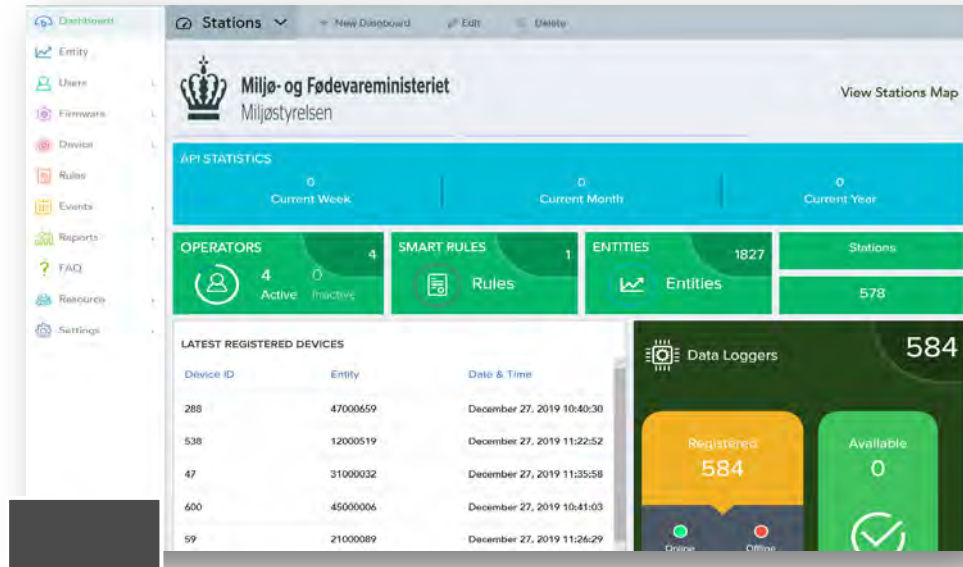 Dashboard
Entity
Users
Firmware
Device
Rules
Events
Reports
FAQ
Resource
Settings
Stations
+ New Dashboard
Edit
Delete
Miljø- og Fødevareministeriet
Miljøstyrelsen
View Stations Map
API STATISTICS
0
Current Week
0
Current Month
0
Current Year
OPERATORS
4
4
Active
0
Inactive
SMART RULES
1
Rules
ENTITIES
1827
Entities
Stations
578
LATEST REGISTERED DEVICES
Device ID Entity Date & Time
288 47000659 December 27, 2019 10:40:30
538 12000519 December 27, 2019 11:22:52
47 31000032 December 27, 2019 11:35:58
600 45000006 December 27, 2019 10:41:03
59 21000089 December 27, 2019 11:26:29
Data Loggers
584
Registered
584
Online
Offline
Available
0